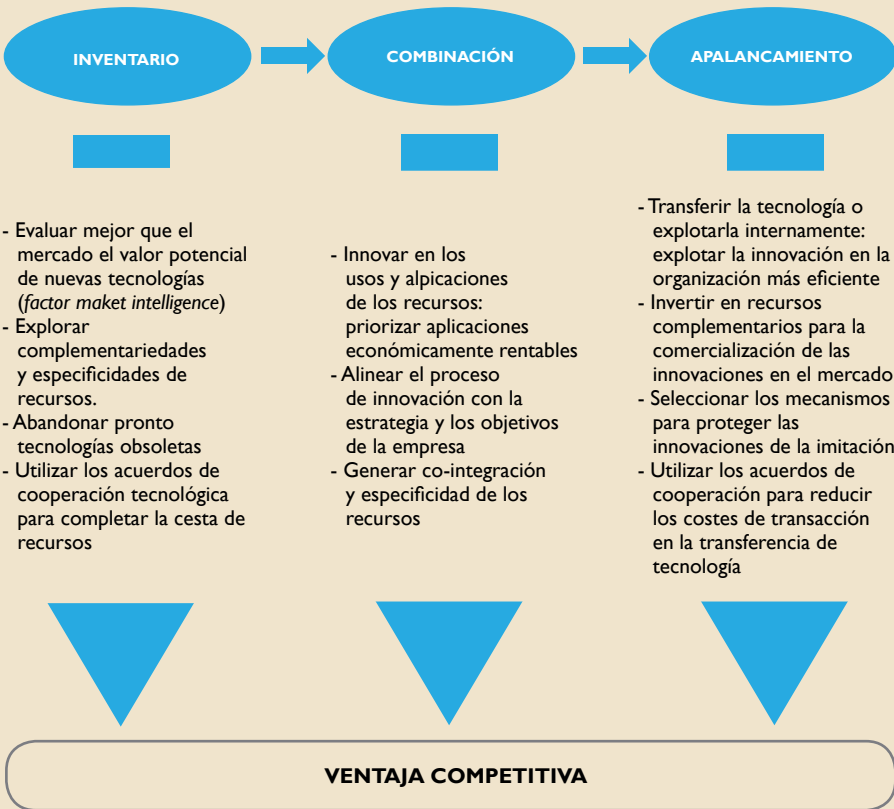 INVENTARIO
COMBINACIÓN
APALANCAMIENTO
- Evaluar mejor que el
mercado el valor potencial
de nuevas tecnologías
(factor maket intelligence)
- Explorar
complementariedades
y especificidades de
recursos.
- Abandonar pronto
tecnologías obsoletas
- Utilizar los acuerdos de
cooperación tecnológica
para completar la cesta de
recursos
- Innovar en los
usos y alpicaciones
de los recursos:
priorizar aplicaciones
económicamente rentables
- Alinear el proceso
de innovación con la
estrategia y los objetivos
de la empresa
- Generar co-integración
y especificidad de los
recursos
- Transferir la tecnología o
explotarla internamente:
explotar la innovación en la
organización más eficiente
- Invertir en recursos
complementarios para la
comercialización de las
innovaciones en el mercado
- Seleccionar los mecanismos
para proteger las
innovaciones de la imitación
- Utilizar los acuerdos de
cooperación para reducir
los costes de transacción
en la transferencia de
tecnología
VENTAJA COMPETITIVA